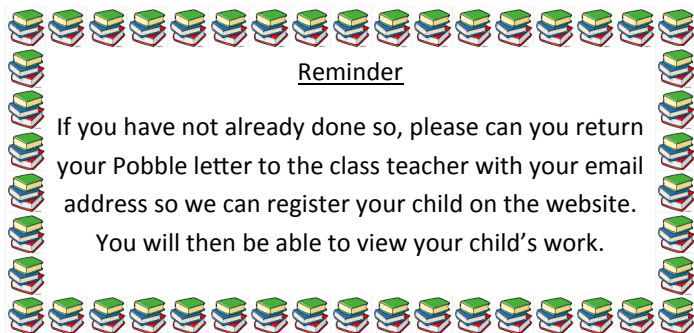 Reminder
If you have not already done so, please can you return
your Pobble letter to the class teacher with your email
address so we can register your child on the website.
You will then be able to view your child’s work.